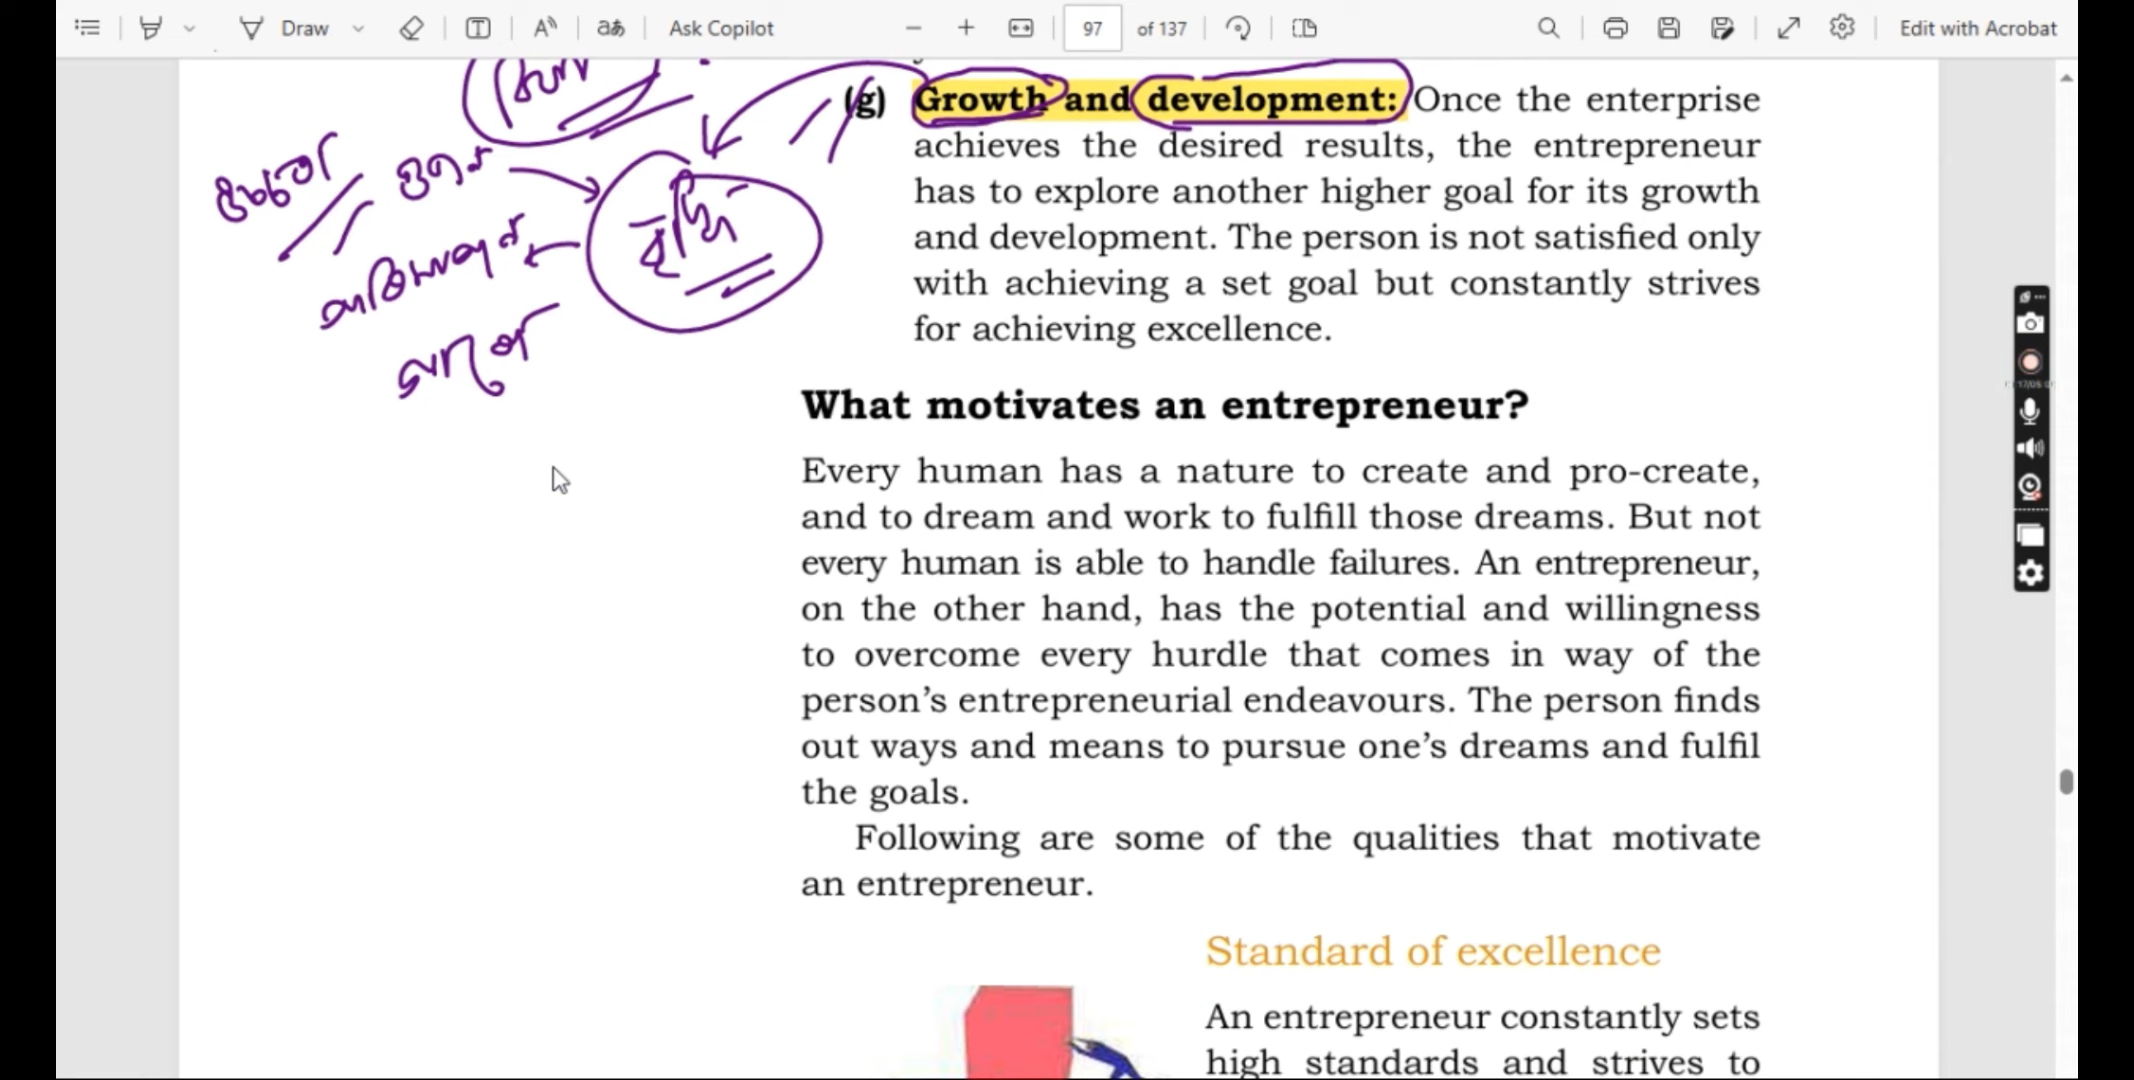 Draw
Ask Copilot
97 of 137
Edit with Acrobat
(g) Growth and development: Once the enterprise
achieves the desired results, the entrepreneur
has to explore another higher goal for its growth
and development. The person is not satisfied only
with achieving a set goal but constantly strives
for achieving excellence.
What motivates an entrepreneur?
Every human has a nature to create and pro-create,
and to dream and work to fulfill those dreams. But not
every human is able to handle failures. An entrepreneur,
on the other hand, has the potential and willingness
to overcome every hurdle that comes in way of the
person's entrepreneurial endeavours. The person finds
out ways and means to pursue one's dreams and fulfil
the goals.
Following are some of the qualities that motivate
an entrepreneur.
Standard of excellence
An entrepreneur constantly sets
high standards and strives to